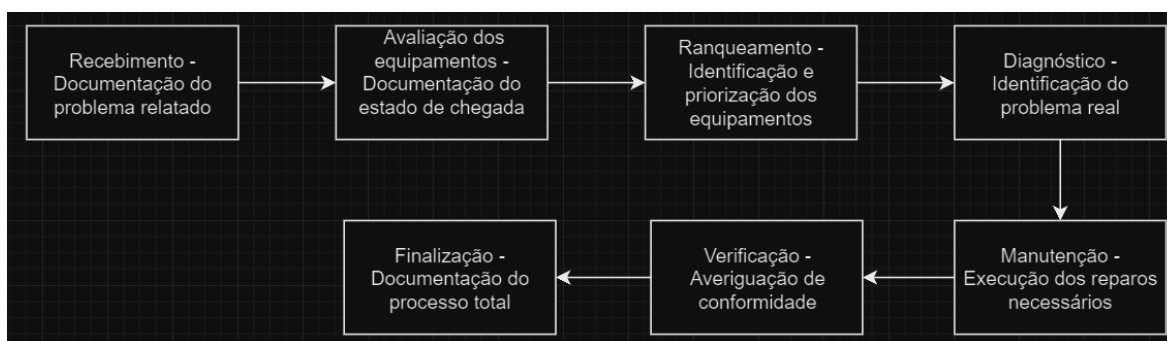 Recebimento -
Documentação do
problema relatado
Avaliação dos
equipamentos -
Documentação do
estado de chegada
Ranqueamento -
Identificação e
priorização dos
equipamentos
Diagnóstico -
Identificação do
problema real
Manutenção -
Execução dos reparos
necessários
Verificação -
Averiguação de
conformidade
Finalização -
Documentação do
processo total